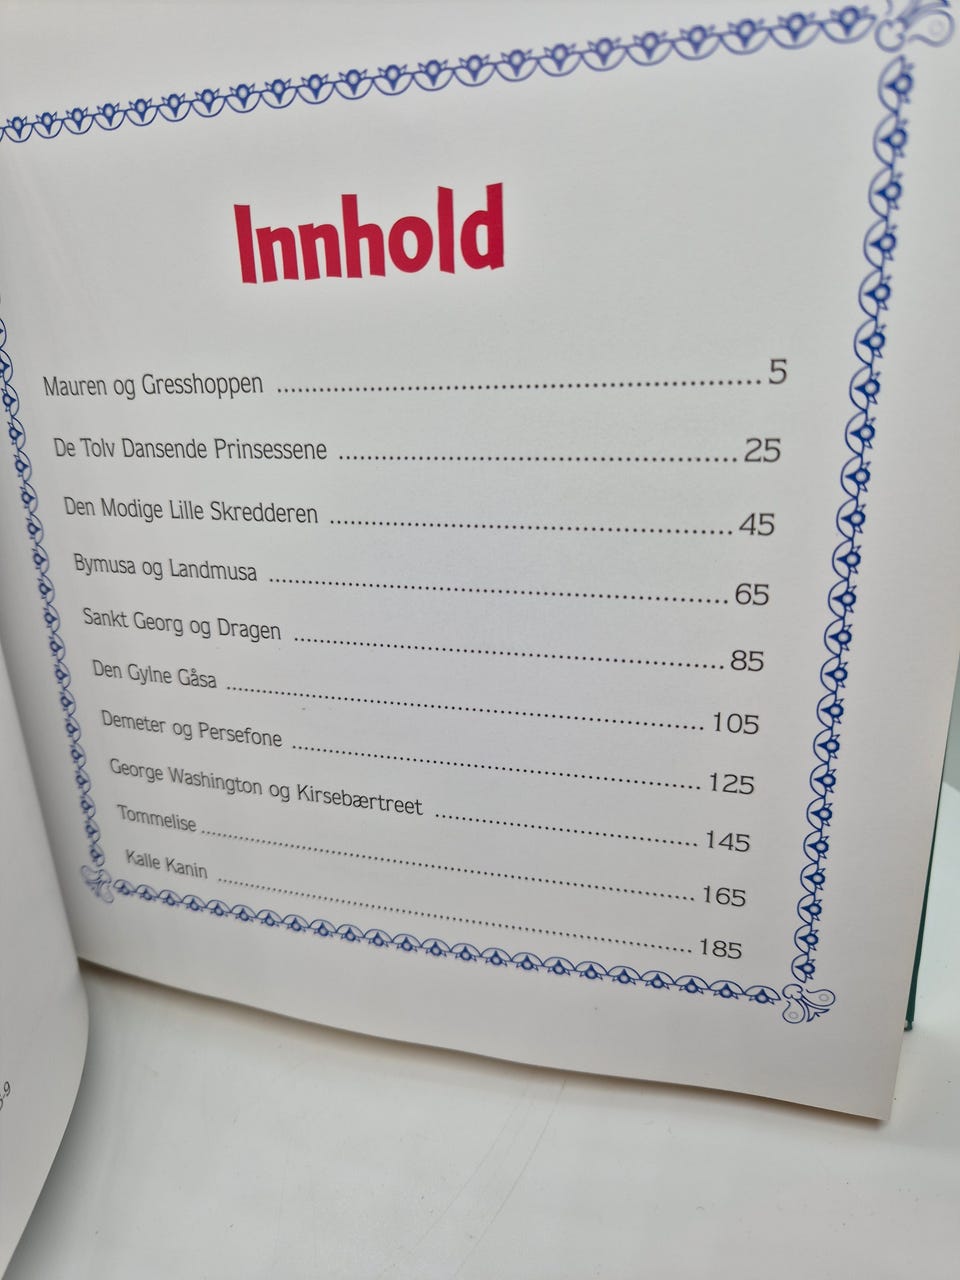 Innhold
Mauren og Gresshoppen ........ 5
De Tolv Dansende Prinsessene ........ 25
Den Modige Lille Skredderen ........ 45
Bymusa og Landmusa ........ 65
Sankt Georg og Dragen ........ 85
Den Gylne Gåsa ........ 105
Demeter og Persefone ........ 125
George Washington og Kirsebærtreet ........ 145
Tommelise ........ 165
Kalle Kanin ........ 185